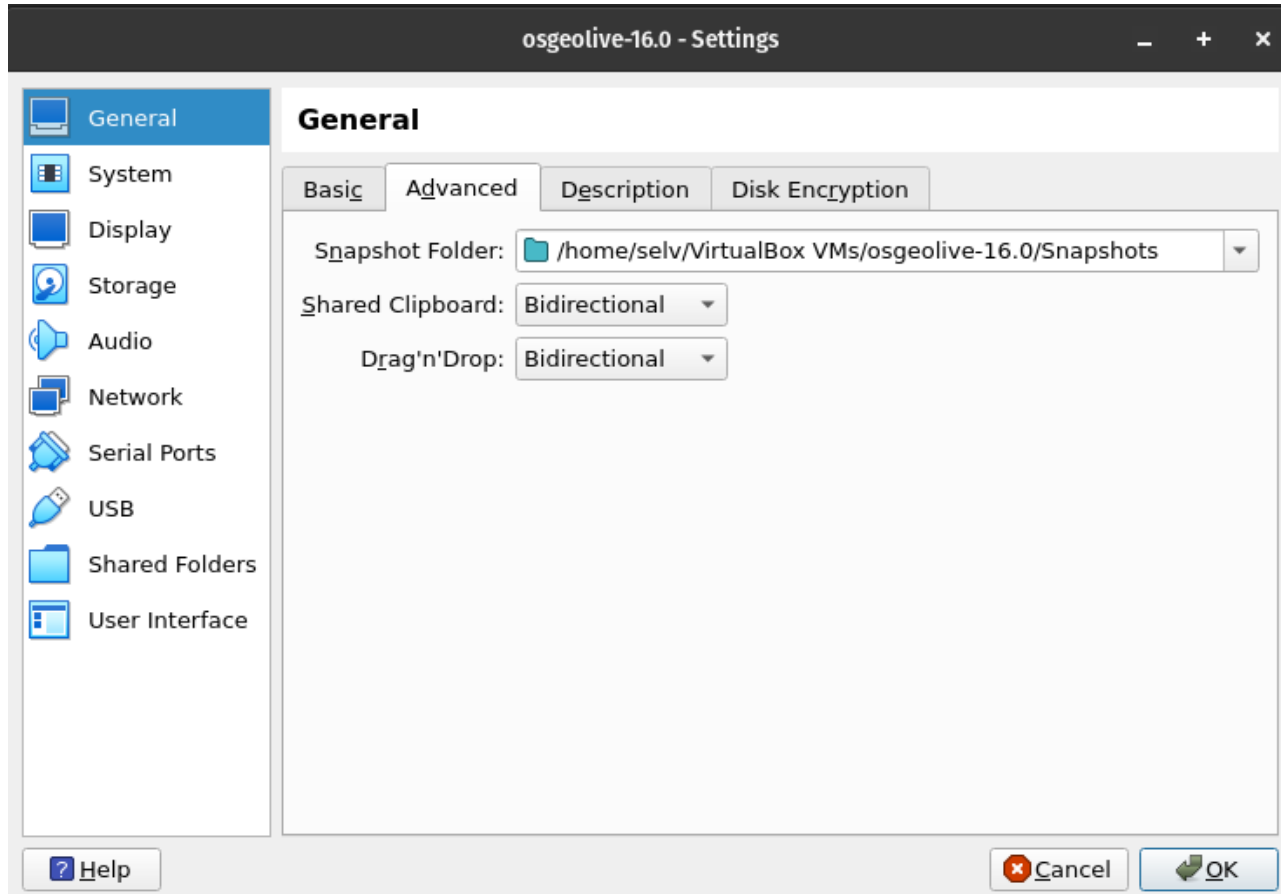 osgeolive-16.0 - Settings
General
System
Display
Storage
Audio
Network
Serial Ports
USB
Shared Folders
User Interface
General
Basic Advanced Description Disk Encryption
Snapshot Folder: /home/selv/VirtualBox VMs/osgeolive-16.0/Snapshots
Shared Clipboard: Bidirectional
Drag'n'Drop: Bidirectional
? Help Cancel OK